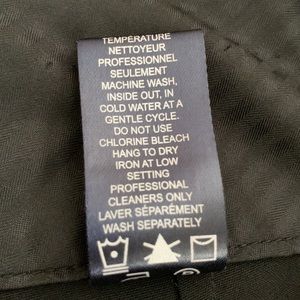 TEMPÉRATURE
NETTOYEUR
PROFESSIONNEL
SEULEMENT
MACHINE WASH,
INSIDE OUT, IN
COLD WATER AT A
GENTLE CYCLE.
DO NOT USE
CHLORINE BLEACH
HANG TO DRY
IRON AT LOW
SETTING
PROFESSIONAL
CLEANERS ONLY
LAVER SÉPARÉMENT
WASH SEPARATELY